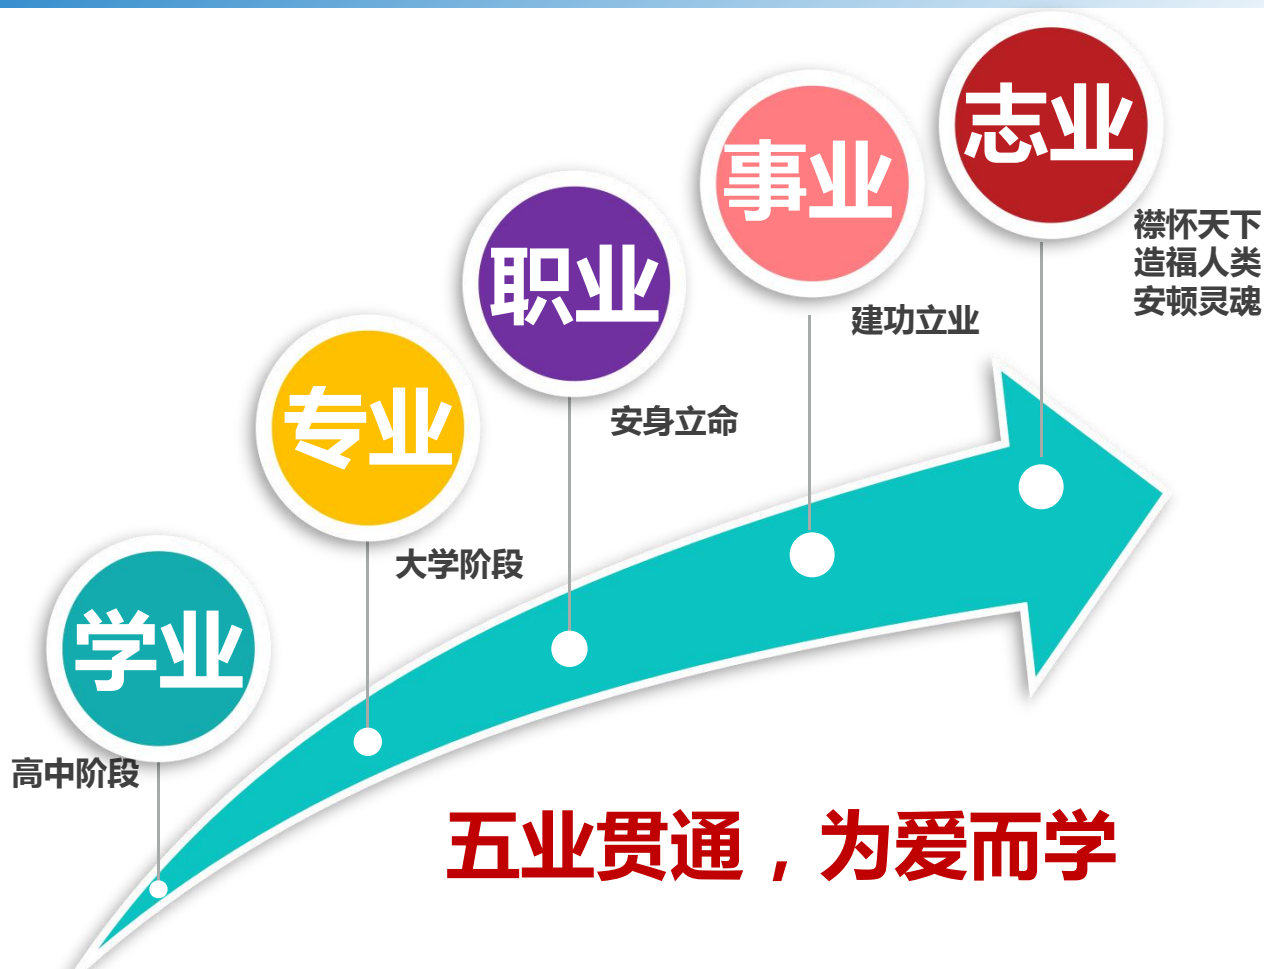 学业
高中阶段
专业
大学阶段
职业
安身立命
事业
建功立业
志业
襟怀天下
造福人类
安顿灵魂
五业贯通，为爱而学